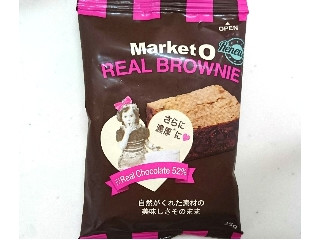 OPEN
Market O
REAL BROWNIE
Renew
さらに
濃厚に
Real Chocolate 52%
自然がくれた素材の
美味しさそのまま